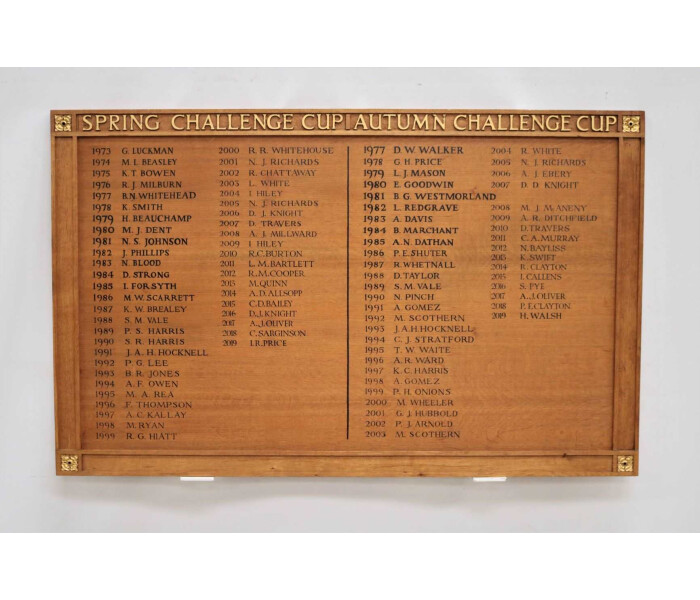 SPRING CHALLENGE CUP
1973 G. LUCKMAN
1974 M. L. BEASLEY
1975 K. T. BOWEN
1976 R. J. MILBURN
1977 B.N. WHITEHEAD
1978 K. SMITH
1979 H. BEAUCHAMP
1980 M. J. DENT
1981 N. S. JOHNSON
1982 J. PHILLIPS
1983 N. BLOOD
1984 D. STRONG
1985 I. FORSYTH
1986 M.W. SCARRETT
1987 K. W. BREALEY
1988 S. M. VALE
1989 P. S. HARRIS
1990 S. R. HARRIS
1991 J. A. H. HOCKNELL
1992 P. G. LEE
1993 B. R. JONES
1994 A. F. OWEN
1995 M. A. REA
1996 F. THOMPSON
1997 A. C. KALLAY
1998 M. RYAN
1999 R. G. HIATT
2000 R. R. WHITEHOUSE
2001 N. J. RICHARDS
2002 R. CHATTAWAY
2003 L. WHITE
2004 I. HILEY
2005 N. J. RICHARDS
2006 D. J. KNIGHT
2007 D. TRAVERS
2008 A. J. MILLWARD
2009 I. HILEY
2010 R.C. BURTON
2011 L. M. BARTLETT
2012 R.M. COOPER
2013 M. QUINN
2014 A. D. ALLSOPP
2015 C.D. BAILEY
2016 D.J. KNIGHT
2017 A.J. OLIVER
2018 C. SARGINSON
2019 J.R. PRICE
AUTUMN CHALLENGE CUP
1977 D. W. WALKER
1978 G. H. PRICE
1979 L. J. MASON
1980 E. GOODWIN
1981 B. G. WESTMORLAND
1982 L. REDGRAVE
1983 A. DAVIS
1984 B. MARCHANT
1985 A. N. DATHAN
1986 P. E. SHUTER
1987 R. WHETNALL
1988 D. TAYLOR
1989 S. M. VALE
1990 N. PINCH
1991 A. GOMEZ
1992 M. SCOTHERN
1993 J. A. H. HOCKNELL
1994 C. J. STRATFORD
1995 T. W. WAITE
1996 A. R. WARD
1997 K. C. HARRIS
1998 A. GOMEZ
1999 P. H. ONIONS
2000 M. WHEELER
2001 G. J. HUBBOLD
2002 P. J. ARNOLD
2003 M. SCOTHERN
2004 R. WHITE
2005 N. J. RICHARDS
2006 A. J. EBERY
2007 D. D. KNIGHT
2008 M. J. MANENY
2009 A. R. DITCHFIELD
2010 D. TRAVERS
2011 C. A. MURRAY
2012 N. BAYLISS
2013 K. SWIFT
2014 B. CLAYTON
2015 I. CALLENS
2016 S. PYE
2017 A.J. OLIVER
2018 P.F. CLAYTON
2019 H. WALSH